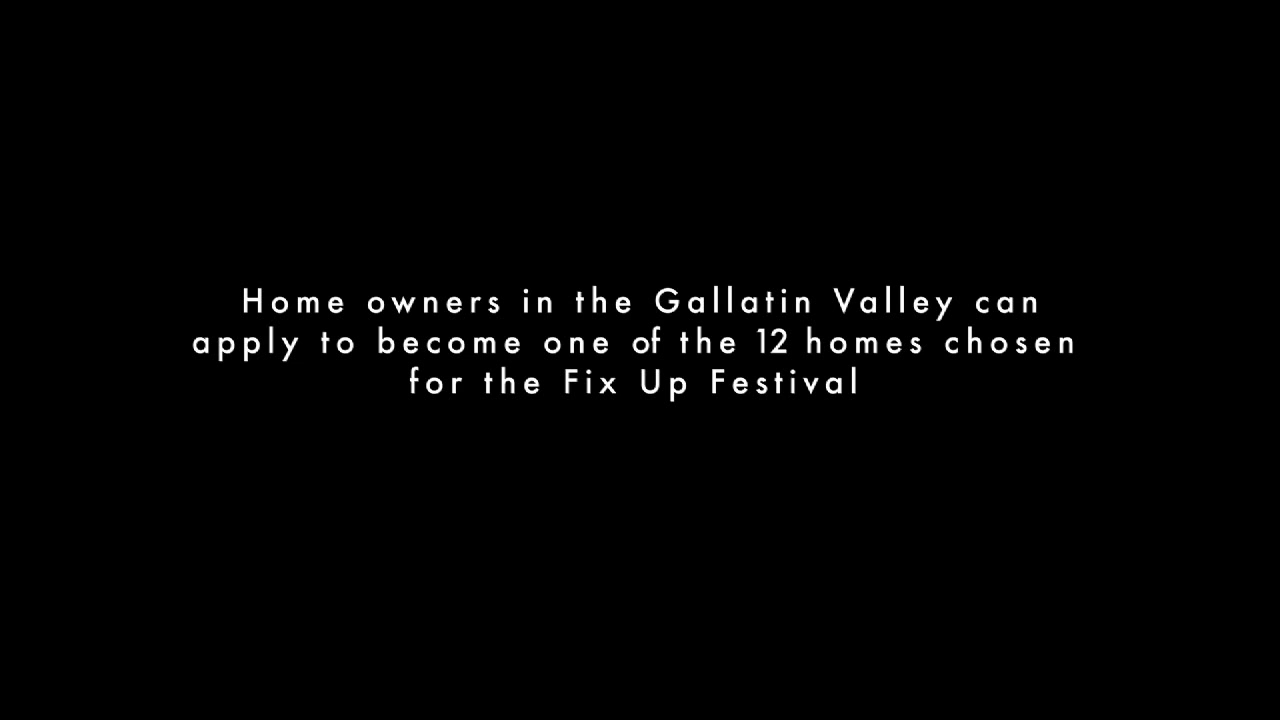 Home owners in the Gallatin Valley can
apply to become one of the 12 homes chosen
for the Fix Up Festival